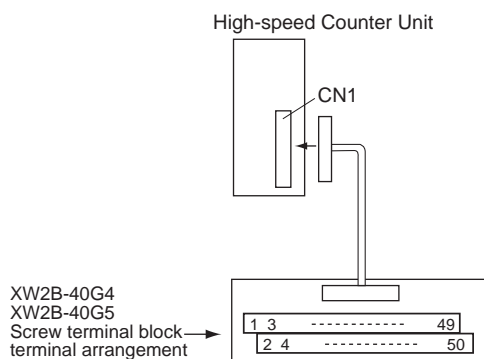 High-speed Counter Unit
CN1
XW2B-40G4
XW2B-40G5
Screw terminal block
terminal arrangement
1 3 ----------- 49
2 4 ----------- 50